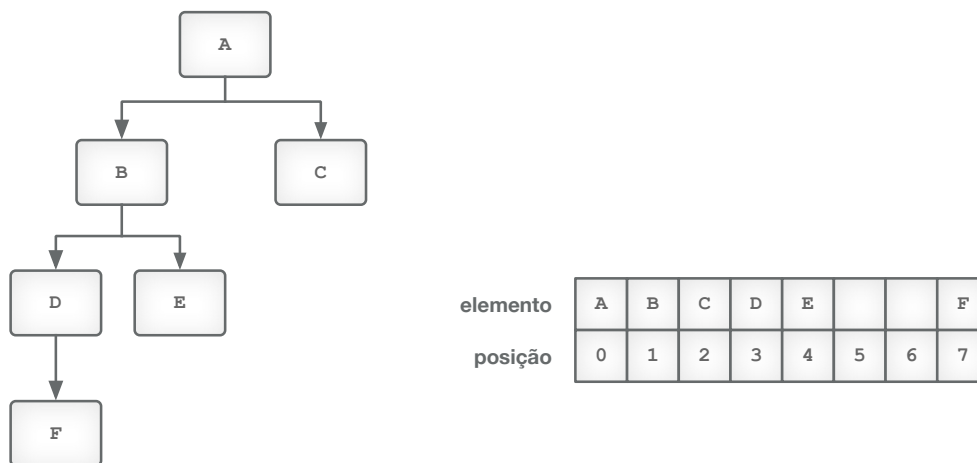 A
B C
D E
F
elemento A B C D E F
posição 0 1 2 3 4 5 6 7